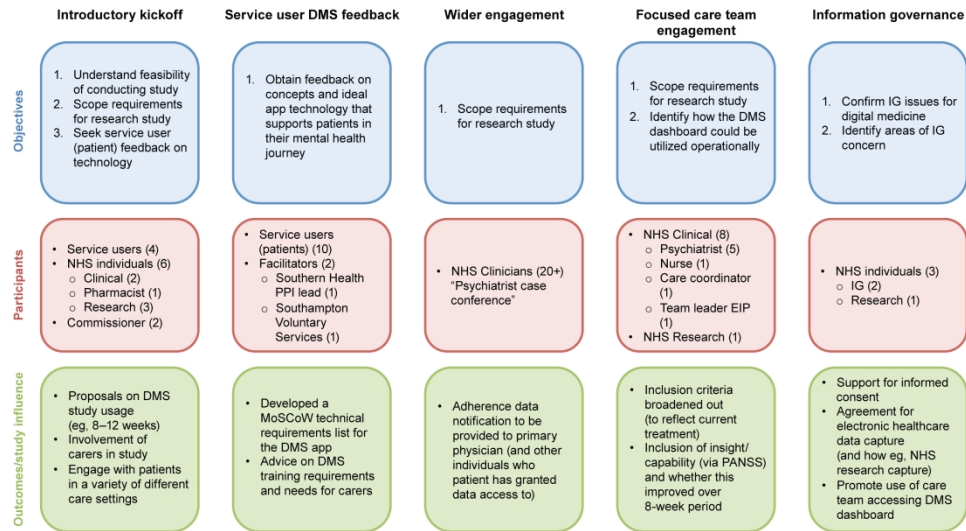 Introductory kickoff
Service user DMS feedback
Wider engagement
Focused care team
engagement
Information governance
Objectives
1. Understand feasibility
of conducting study
2. Scope requirements
for research study
3. Seek service user
(patient) feedback on
technology
1. Obtain feedback on
concepts and ideal
app technology that
supports patients in
their mental health
journey
1. Scope requirements
for research study
1. Scope requirements
for research study
2. Identify how the DMS
dashboard could be
utilized operationally
1. Confirm IG issues for
digital medicine
2. Identify areas of IG
concern
Participants
• Service users (4)
• NHS individuals (6)
o Clinical (2)
o Pharmacist (1)
o Research (3)
• Commissioner (2)
• Service users
(patients) (10)
• Facilitators (2)
o Southern Health
PPI lead (1)
o Southampton
Voluntary
Services (1)
• NHS Clinicians (20+)
"Psychiatrist case
conference"
• NHS Clinical (8)
o Psychiatrist (5)
o Nurse (1)
o Care coordinator
(1)
o Team leader EIP
(1)
• NHS Research (1)
• NHS individuals (3)
o IG (2)
o Research (1)
Outcomes/study influence
• Proposals on DMS
study usage
(eg, 8–12 weeks)
• Involvement of
carers in study
• Engage with patients
in a variety of different
care settings
• Developed a
MoSCoW technical
requirements list for
the DMS app
• Advice on DMS
training requirements
and needs for carers
• Adherence data
notification to be
provided to primary
physician (and other
individuals who
patient has granted
data access to)
• Inclusion criteria
broadened out
(to reflect current
treatment)
• Inclusion of insight/
capability (via PANSS)
and whether this
improved over
8-week period
• Support for informed
consent
• Agreement for
electronic healthcare
data capture
(and how eg, NHS
research capture)
• Promote use of care
team accessing DMS
dashboard